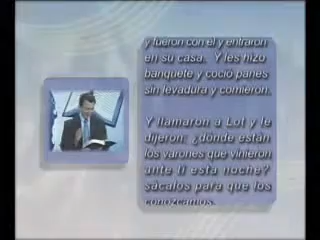 y fueron con él y entraron
en su casa. Y les hizo
banquete y coció panes
sin levadura y comieron.
Y llamaron a Lot y le
dijeron: ¿dónde están
los varones que vinieron
ante ti esta noche?
sácalos para que los
conozcamos.